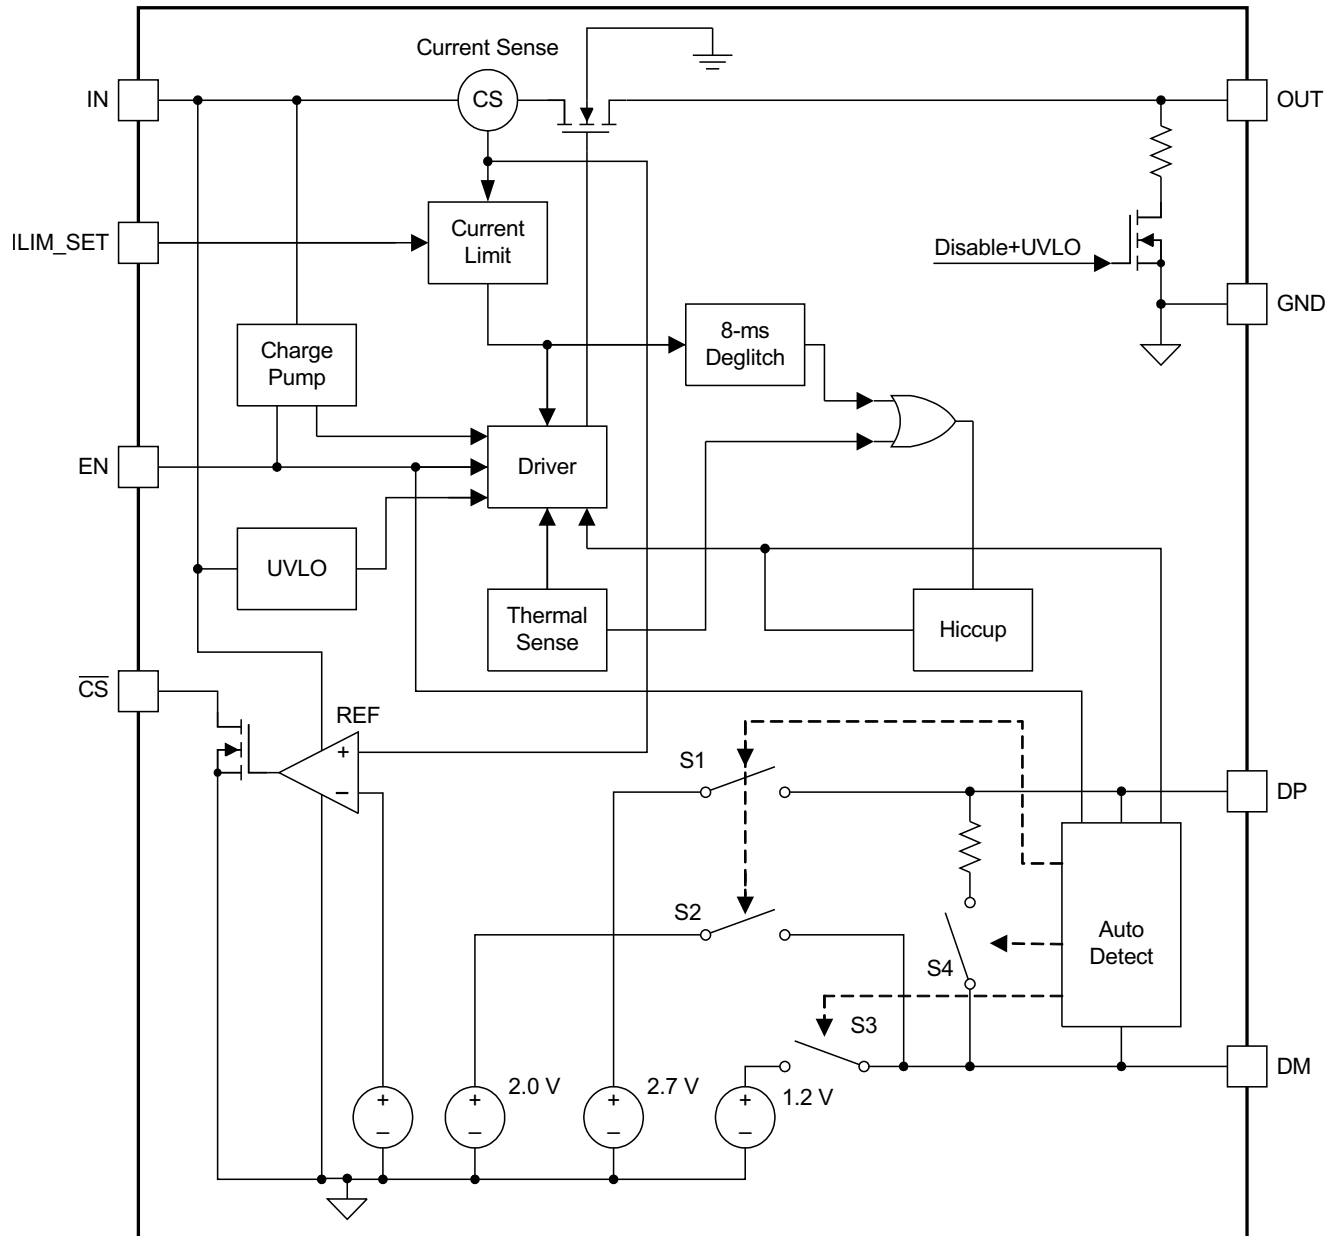 Current Sense
IN
CS
OUT
ILIM_SET
Current
Limit
Disable+UVLO
GND
8-ms
Deglitch
Charge
Pump
EN
Driver
UVLO
Thermal
Sense
Hiccup
CS
REF
+
–
S1
DP
S2
Auto
Detect
S4
S3
DM
2.0 V
2.7 V
1.2 V
+
–
+
–
+
–
+
–